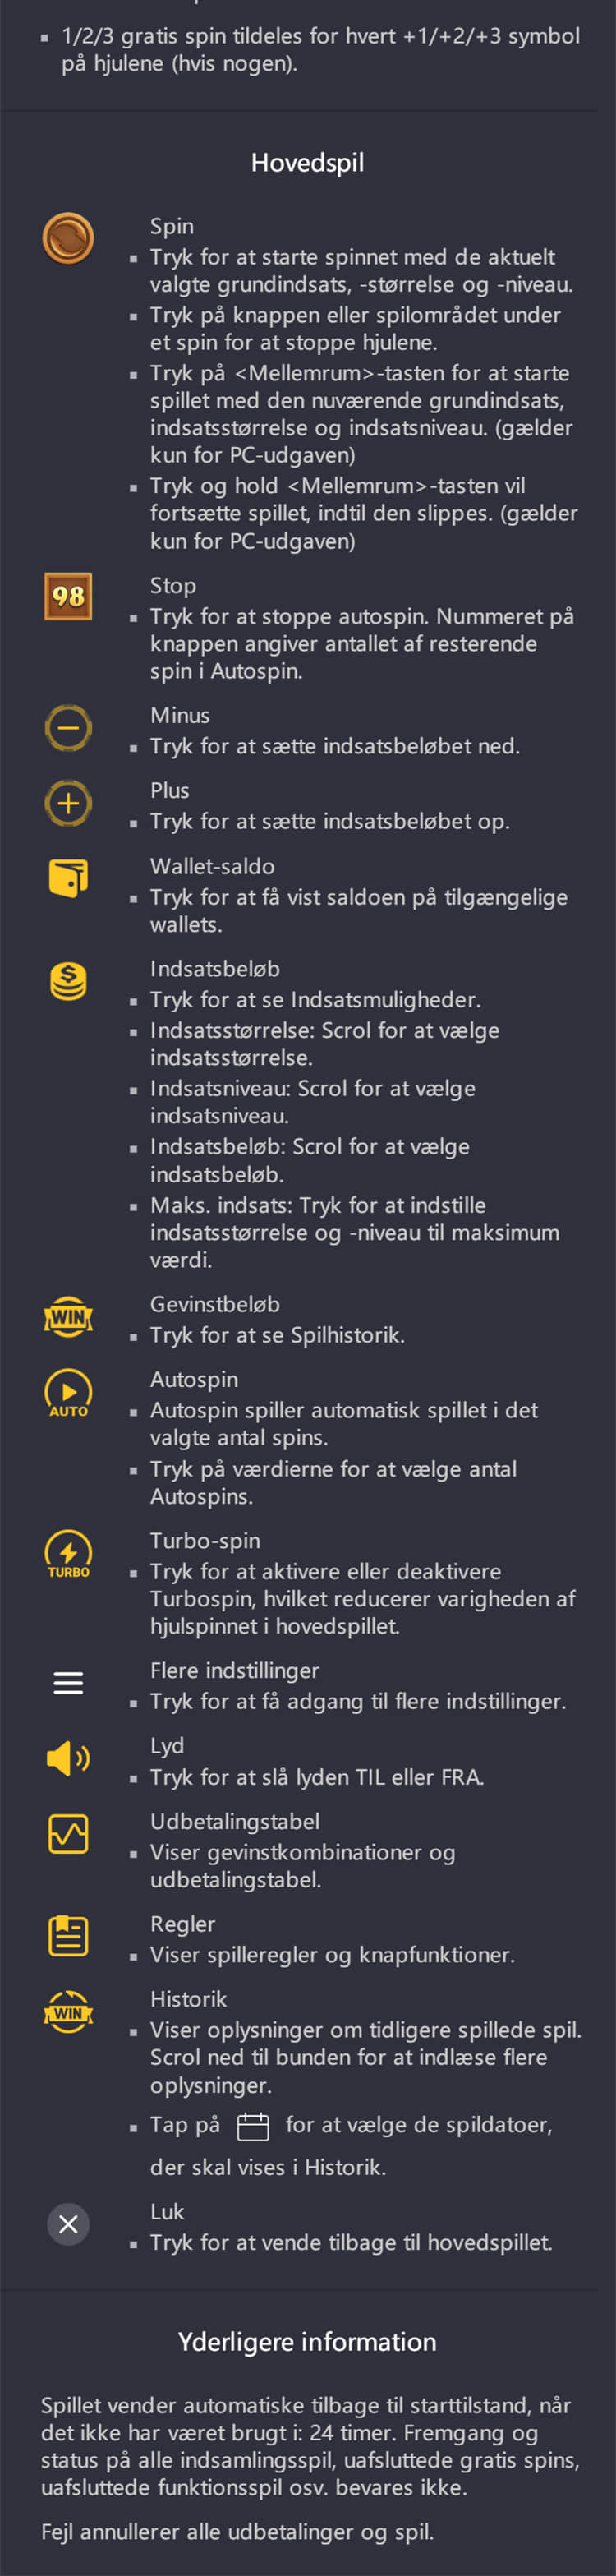 ▪ 1/2/3 gratis spin tildeles for hvert +1/+2/+3 symbol
på hjulene (hvis nogen).
Hovedspil
Spin
▪ Tryk for at starte spinnet med de aktuelt
valgte grundindsats, -størrelse og -niveau.
▪ Tryk på knappen eller spilområdet under
et spin for at stoppe hjulene.
▪ Tryk på <Mellemrum>-tasten for at starte
spillet med den nuværende grundindsats,
indsatsstørrelse og indsatsniveau. (gælder
kun for PC-udgaven)
▪ Tryk og hold <Mellemrum>-tasten vil
fortsætte spillet, indtil den slippes. (gælder
kun for PC-udgaven)
98
Stop
▪ Tryk for at stoppe autospin. Nummeret på
knappen angiver antallet af resterende
spin i Autospin.
Minus
▪ Tryk for at sætte indsatsbeløbet ned.
Plus
▪ Tryk for at sætte indsatsbeløbet op.
Wallet-saldo
▪ Tryk for at få vist saldoen på tilgængelige
wallets.
Indsatsbeløb
▪ Tryk for at se Indsatsmuligheder.
▪ Indsatsstørrelse: Scrol for at vælge
indsatsstørrelse.
▪ Indsatsniveau: Scrol for at vælge
indsatsniveau.
▪ Indsatsbeløb: Scrol for at vælge
indsatsbeløb.
▪ Maks. indsats: Tryk for at indstille
indsatsstørrelse og -niveau til maksimum
værdi.
WIN
Gevinstbeløb
▪ Tryk for at se Spilhistorik.
AUTO
Autospin
▪ Autospin spiller automatisk spillet i det
valgte antal spins.
▪ Tryk på værdierne for at vælge antal
Autospins.
TURBO
Turbo-spin
▪ Tryk for at aktivere eller deaktivere
Turbospin, hvilket reducerer varigheden af
hjulspinnet i hovedspillet.
Flere indstillinger
▪ Tryk for at få adgang til flere indstillinger.
Lyd
▪ Tryk for at slå lyden TIL eller FRA.
Udbetalingstabel
▪ Viser gevinstkombinationer og
udbetalingstabel.
Regler
▪ Viser spilleregler og knapfunktioner.
WIN
Historik
▪ Viser oplysninger om tidligere spillede spil.
Scrol ned til bunden for at indlæse flere
oplysninger.
▪ Tap på for at vælge de spildatoer,
der skal vises i Historik.
Luk
▪ Tryk for at vende tilbage til hovedspillet.
Yderligere information
Spillet vender automatiske tilbage til starttilstand, når
det ikke har været brugt i: 24 timer. Fremgang og
status på alle indsamlingsspil, uafsluttede gratis spins,
uafsluttede funktionsspil osv. bevares ikke.
Fejl annullerer alle udbetalinger og spil.